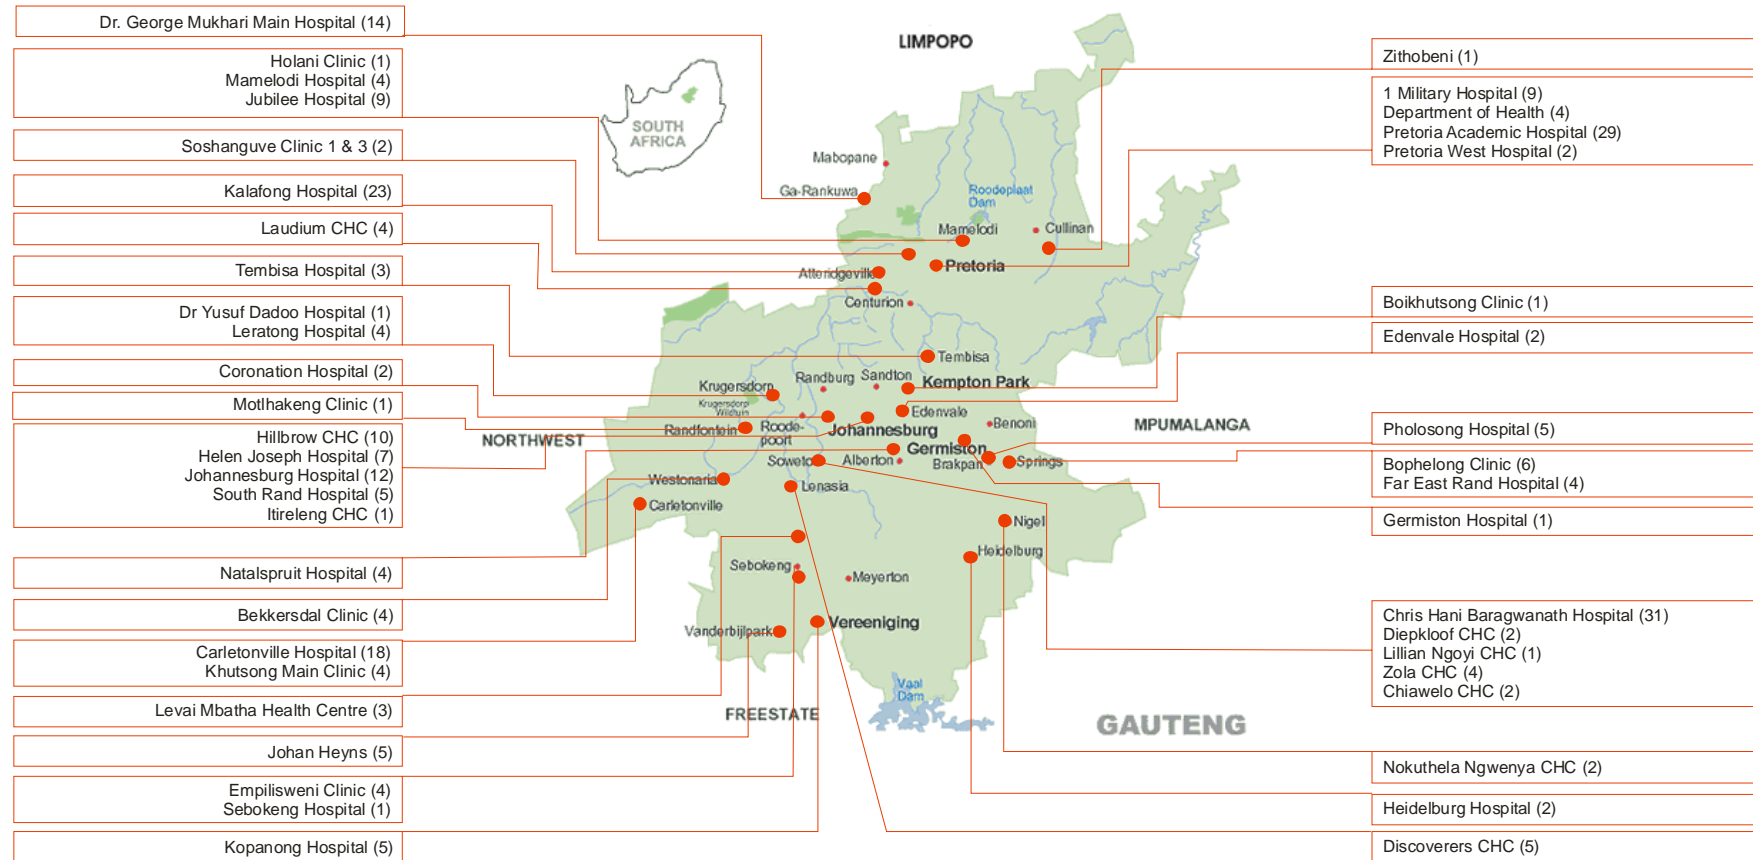 Dr. George Mukhari Main Hospital (14)
Holani Clinic (1)
Mamelodi Hospital (4)
Jubilee Hospital (9)
Soshanguve Clinic 1 & 3 (2)
Kalafong Hospital (23)
Laudium CHC (4)
Tembisa Hospital (3)
Dr Yusuf Dadoo Hospital (1)
Leratong Hospital (4)
Coronation Hospital (2)
Motlhakeng Clinic (1)
Hillbrow CHC (10)
Helen Joseph Hospital (7)
Johannesburg Hospital (12)
South Rand Hospital (5)
Itireleng CHC (1)
Natalspruit Hospital (4)
Bekkersdal Clinic (4)
Carletonville Hospital (18)
Khutsong Main Clinic (4)
Levai Mbatha Health Centre (3)
Johan Heyns (5)
Empilisweni Clinic (4)
Sebokeng Hospital (1)
Kopanong Hospital (5)
LIMPOPO
SOUTH
AFRICA
Mabopane
Ga-Rankuwa
Roodeplaat
Dam
Mamelodi
Cullinan
Pretoria
Atteridgeville
Centurion
Tembisa
Randburg
Sandton
Kempton Park
Krugersdorp
Krugersdorp
Wildtuin
Edenvale
Benoni
MPUMALANGA
NORTHWEST
Randfontein
Roode-
poort
Johannesburg
Germiston
Soweto
Alberton
Brakpan
Springs
Westonaria
Lenasia
Carletonville
Nigel
Heidelburg
Sebokeng
Meyerton
Vanderbijlpark
Vereeniging
Vaal
Dam
FREESTATE
GAUTENG
Zithobeni (1)
1 Military Hospital (9)
Department of Health (4)
Pretoria Academic Hospital (29)
Pretoria West Hospital (2)
Boikhutsong Clinic (1)
Edenvale Hospital (2)
Pholosong Hospital (5)
Bophelong Clinic (6)
Far East Rand Hospital (4)
Germiston Hospital (1)
Chris Hani Baragwanath Hospital (31)
Diepkloof CHC (2)
Lillian Ngoyi CHC (1)
Zola CHC (4)
Chiawelo CHC (2)
Nokuthela Ngwenya CHC (2)
Heidelburg Hospital (2)
Discoverers CHC (5)